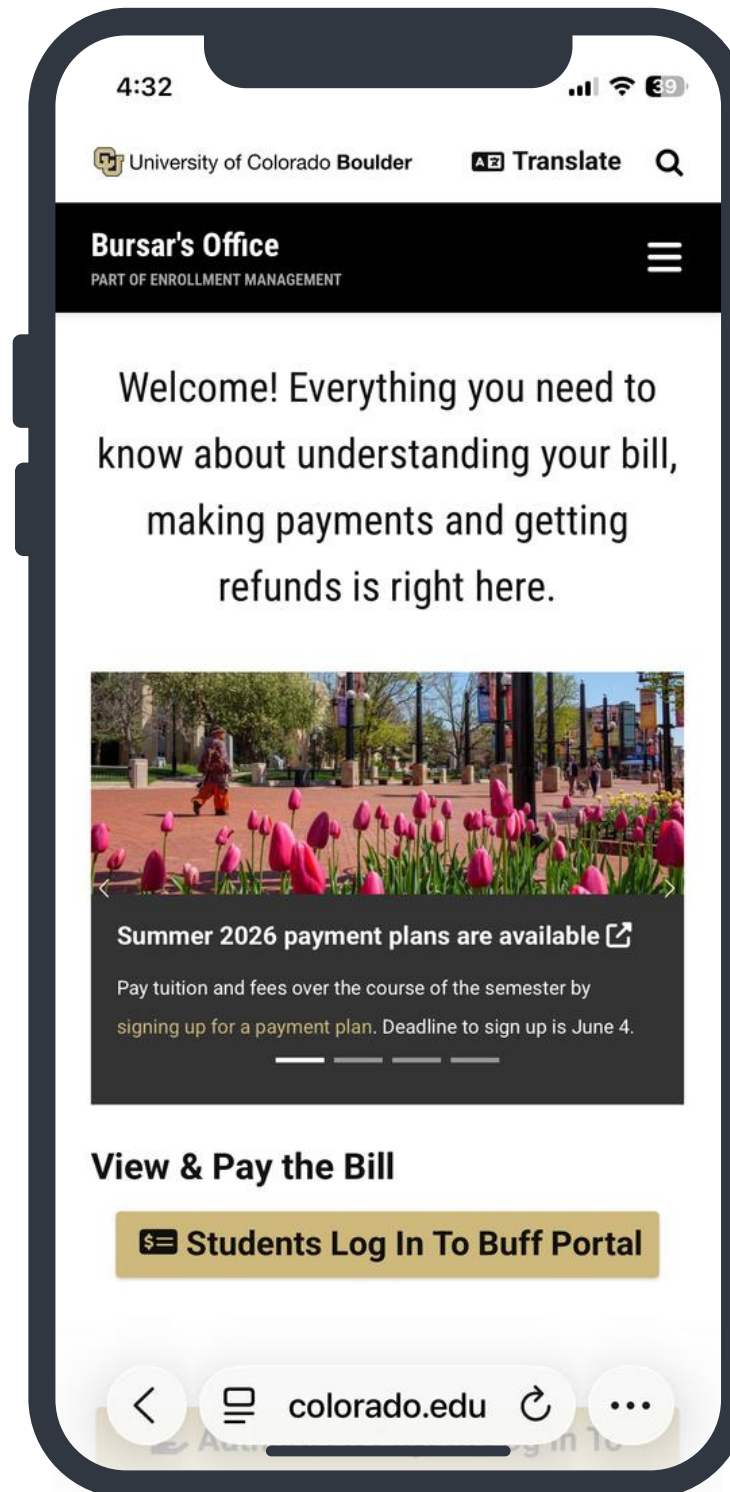 4:32
39
University of Colorado Boulder
Translate
Bursar's Office
PART OF ENROLLMENT MANAGEMENT
Welcome! Everything you need to
know about understanding your bill,
making payments and getting
refunds is right here.
Summer 2026 payment plans are available
Pay tuition and fees over the course of the semester by
signing up for a payment plan. Deadline to sign up is June 4.
View & Pay the Bill
Students Log In To Buff Portal
colorado.edu